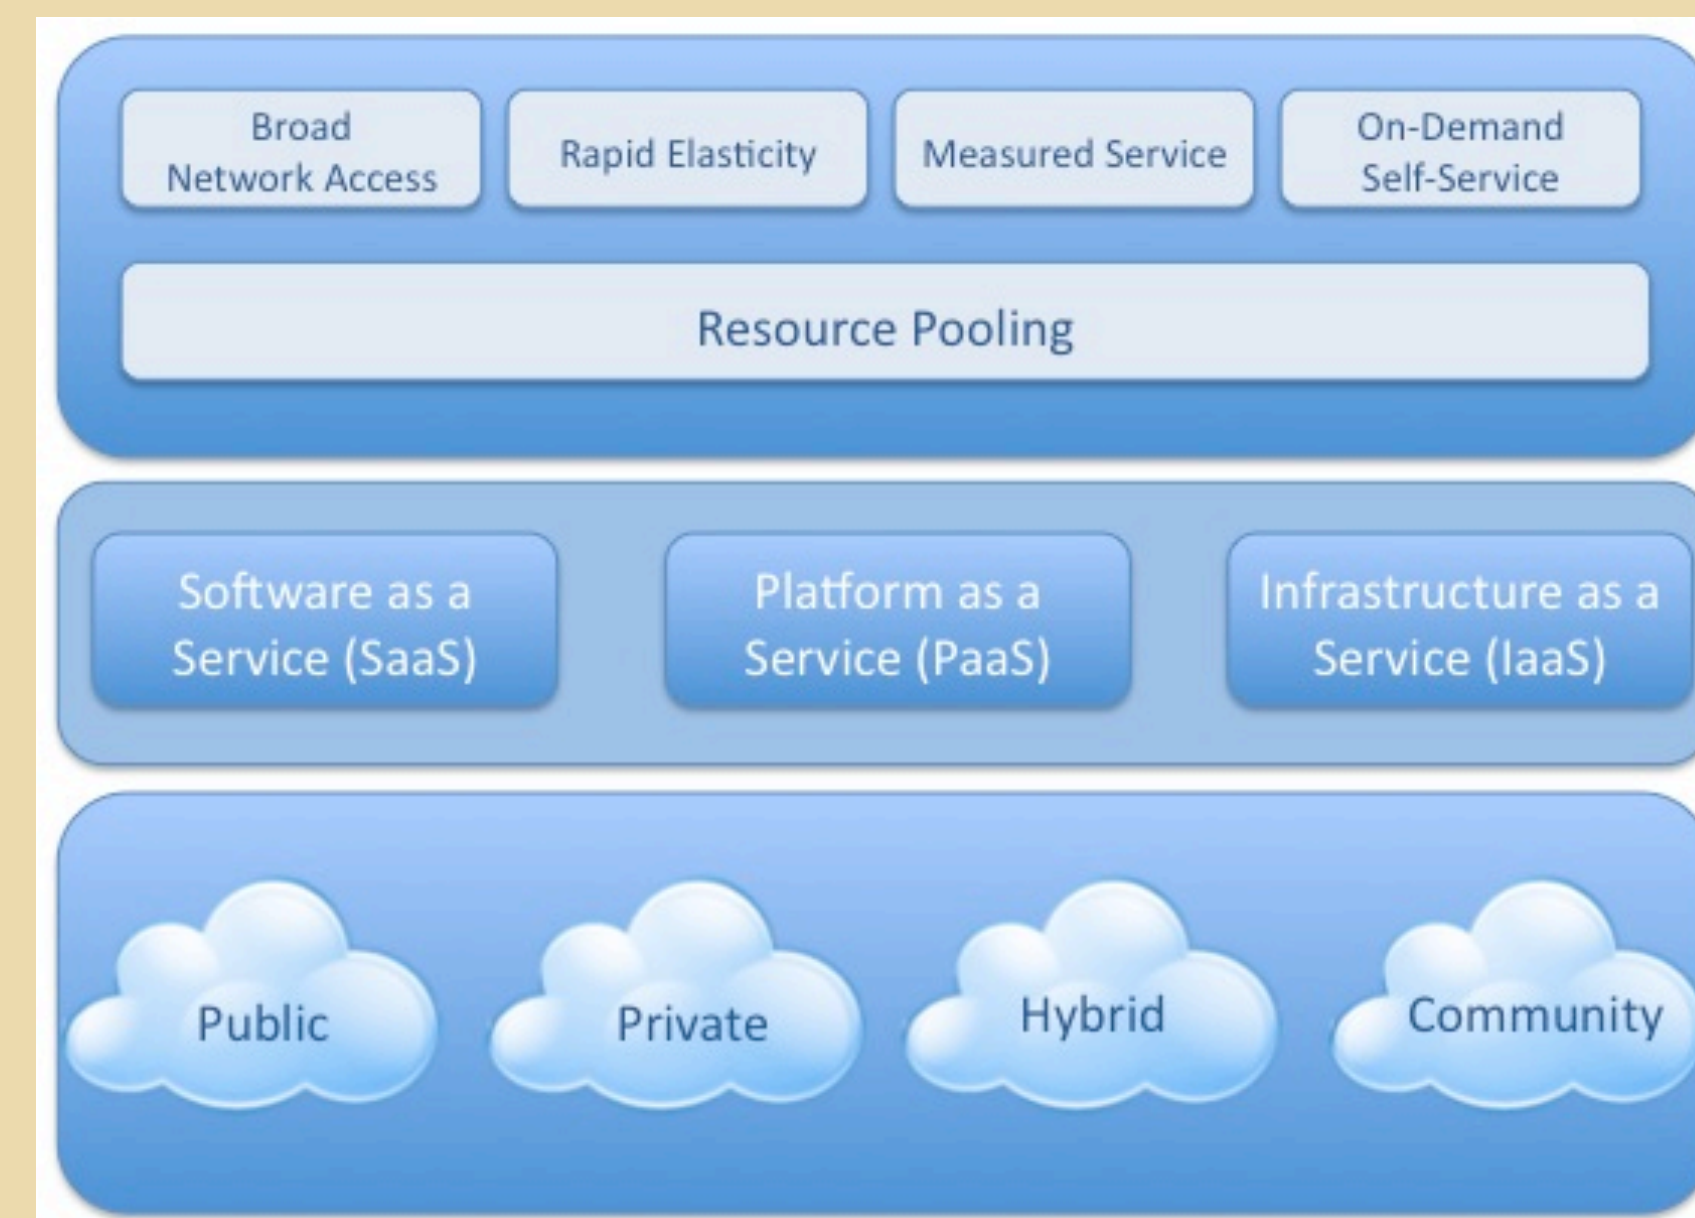 Broad
Network Access
Rapid Elasticity
Measured Service
On-Demand
Self-Service
Resource Pooling
Software as a
Service (SaaS)
Platform as a
Service (PaaS)
Infrastructure as a
Service (IaaS)
Public
Private
Hybrid
Community